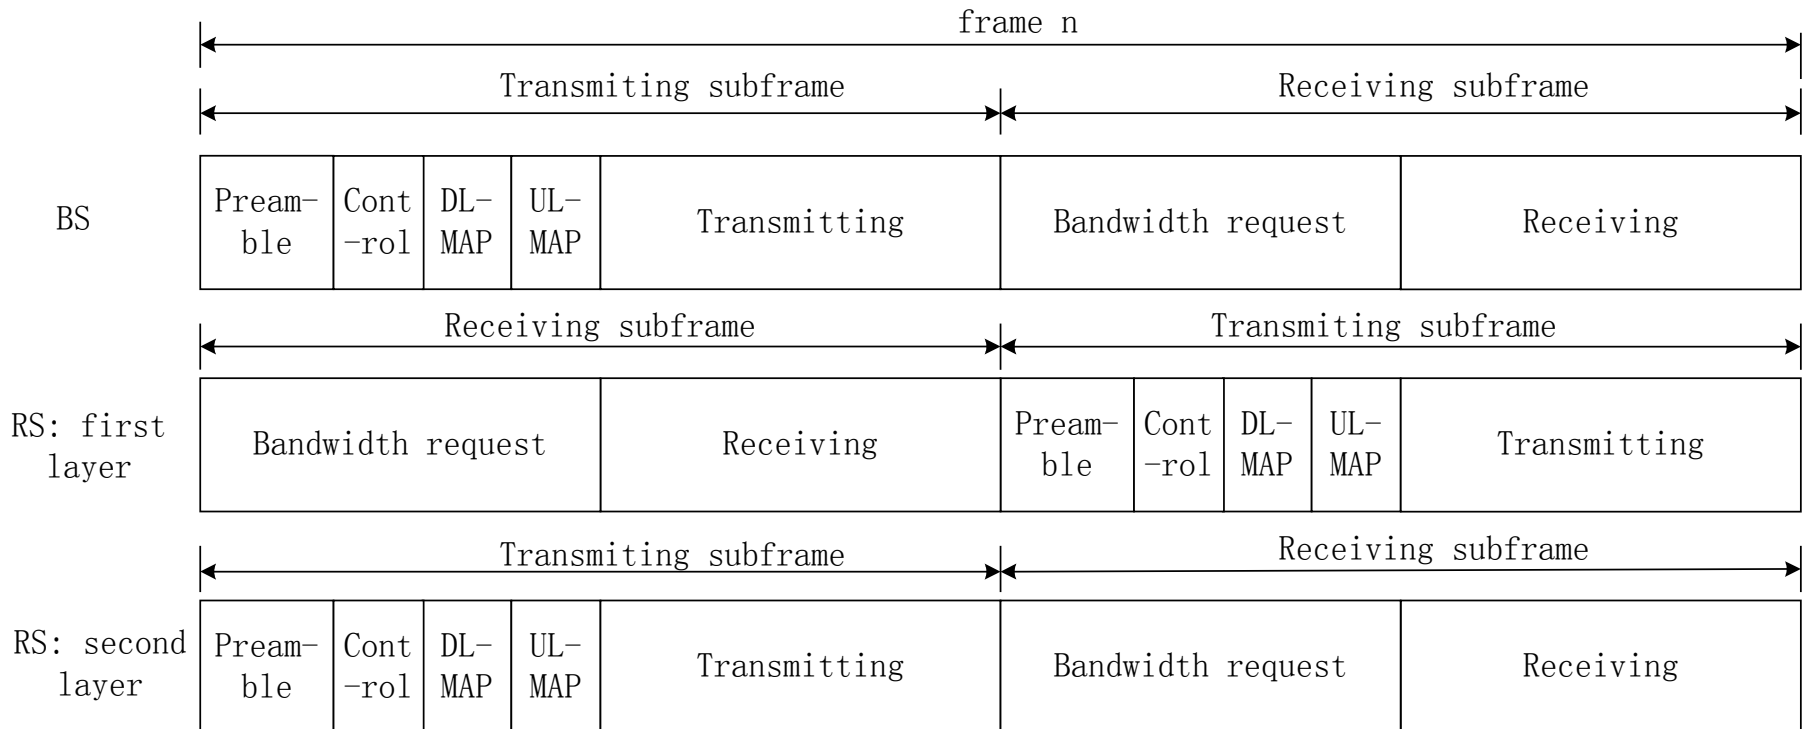 frame n
Transmiting subframe Receiving subframe
BS
Pream-
ble
Cont
-rol
DL-
MAP
UL-
MAP
Transmitting
Bandwidth request
Receiving
Receiving subframe Transmiting subframe
RS: first
layer
Bandwidth request
Receiving
Pream-
ble
Cont
-rol
DL-
MAP
UL-
MAP
Transmitting
Transmiting subframe Receiving subframe
RS: second
layer
Pream-
ble
Cont
-rol
DL-
MAP
UL-
MAP
Transmitting
Bandwidth request
Receiving